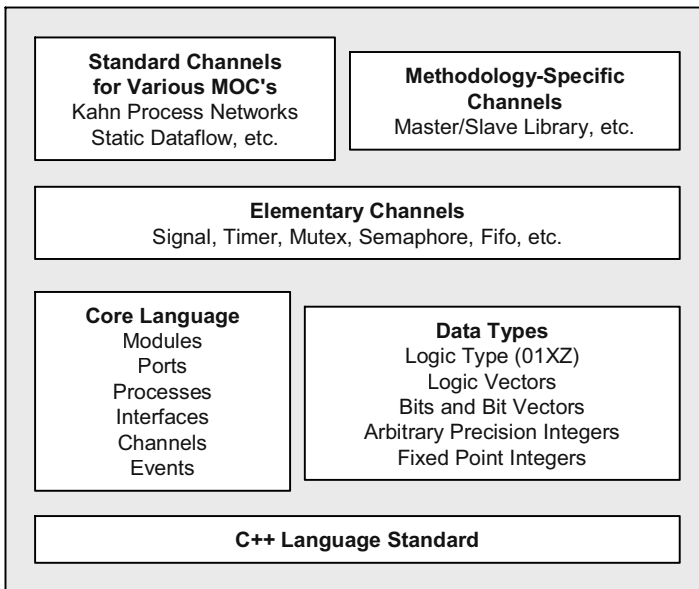 Standard Channels
for Various MOC's
Kahn Process Networks
Static Dataflow, etc.
Methodology-Specific
Channels
Master/Slave Library, etc.
Elementary Channels
Signal, Timer, Mutex, Semaphore, Fifo, etc.
Core Language
Modules
Ports
Processes
Interfaces
Channels
Events
Data Types
Logic Type (01XZ)
Logic Vectors
Bits and Bit Vectors
Arbitrary Precision Integers
Fixed Point Integers
C++ Language Standard